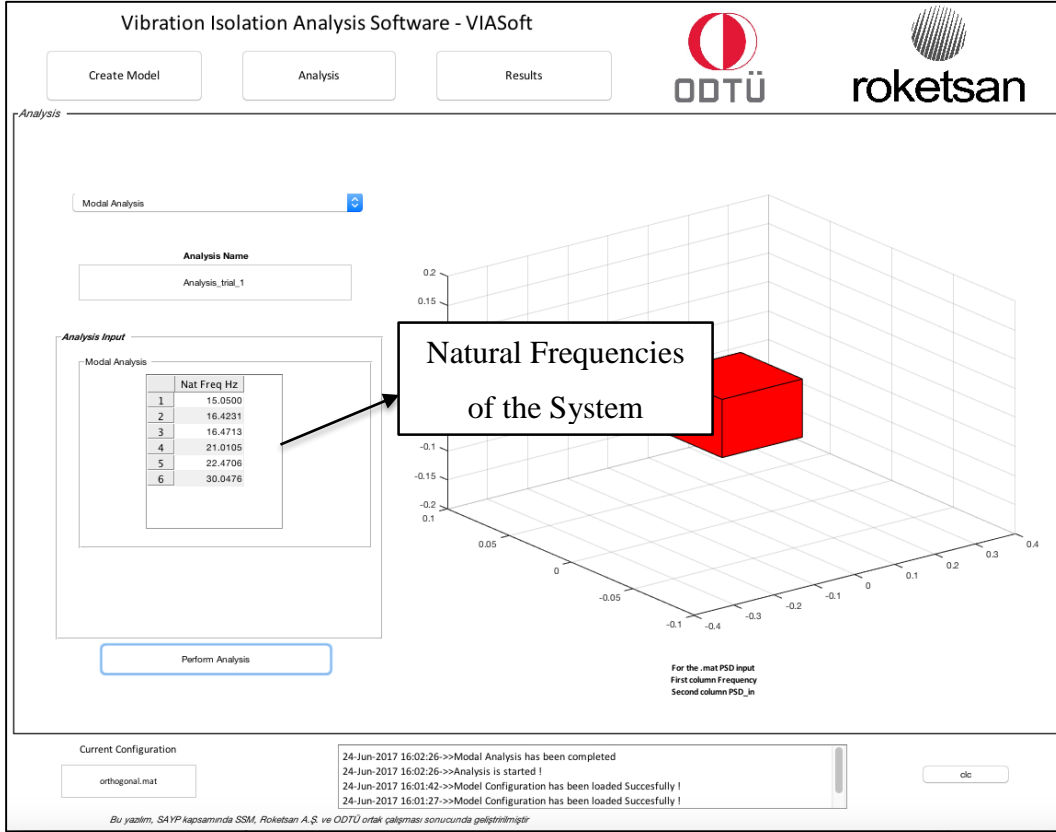 Vibration Isolation Analysis Software - VIASoft
Create Model
Analysis
Results
ODTÜ
roketsan
Analysis
Modal Analysis
Analysis Name
Analysis_trial_1
Analysis Input
Modal Analysis
Nat Freq Hz
1 15.0500
2 16.4231
3 16.4713
4 21.0105
5 22.4706
6 30.0476
Perform Analysis
0.2
0.15
Natural Frequencies
of the System
-0.1
-0.15
-0.2
0.1
0.05
0
-0.05
-0.1
-0.4
-0.3
-0.2
-0.1
0
0.1
0.2
0.3
0.4
For the .mat PSD input
First column Frequency
Second column PSD_in
Current Configuration
orthogonal.mat
24-Jun-2017 16:02:26->>Modal Analysis has been completed
24-Jun-2017 16:02:26->>Analysis is started !
24-Jun-2017 16:01:42->>Model Configuration has been loaded Succesfully !
24-Jun-2017 16:01:27->>Model Configuration has been loaded Succesfully !
clc
Bu yazılım, SAYP kapsamında SSM, Roketsan A.Ş. ve ODTÜ ortak çalışması sonucunda geliştririlmiştir